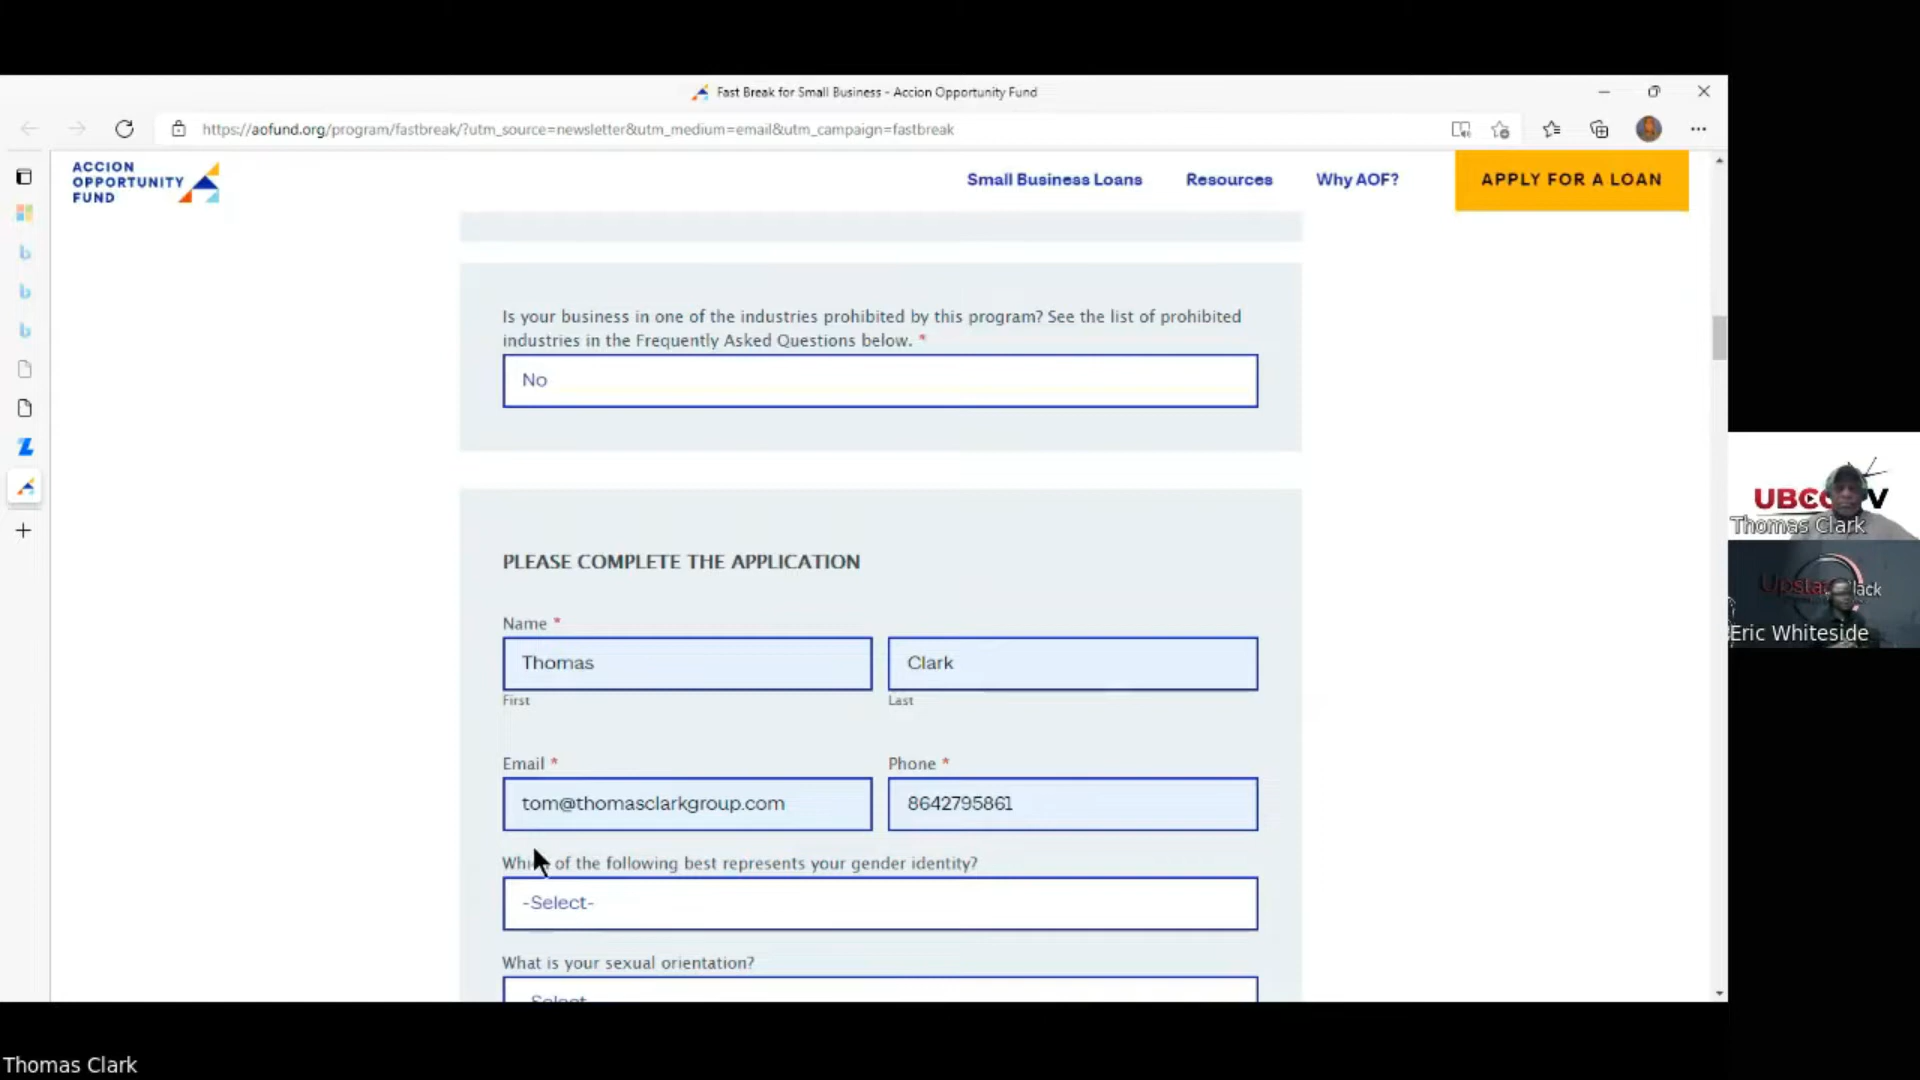 Fast Break for Small Business - Accion Opportunity Fund
https://aofund.org/program/fastbreak/?utm_source=newsletter&utm_medium=email&utm_campaign=fastbreak
ACCION
OPPORTUNITY
FUND
Small Business Loans
Resources
Why AOF?
APPLY FOR A LOAN
Is your business in one of the industries prohibited by this program? See the list of prohibited
industries in the Frequently Asked Questions below. *
No
PLEASE COMPLETE THE APPLICATION
Name *
Thomas
Clark
First
Last
Email *
Phone *
tom@thomasclarkgroup.com
8642795861
Which of the following best represents your gender identity?
-Select-
What is your sexual orientation?
-Select-
Thomas Clark
Eric Whiteside
Thomas Clark